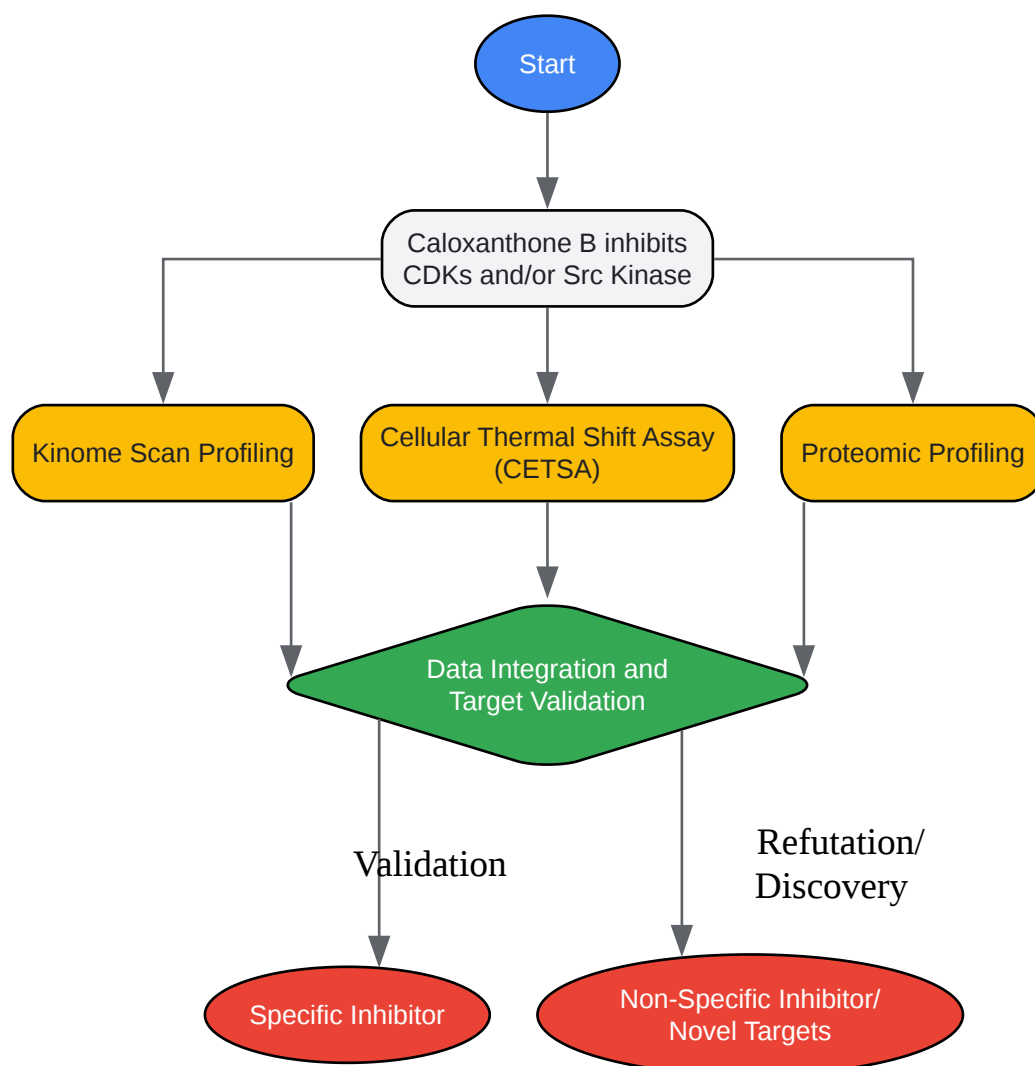 Start
Caloxanthone B inhibits
CDKs and/or Src Kinase
Kinome Scan Profiling
Cellular Thermal Shift Assay
(CETSA)
Proteomic Profiling
Data Integration and
Target Validation
Validation
Refutation/
Discovery
Specific Inhibitor
Non-Specific Inhibitor/
Novel Targets